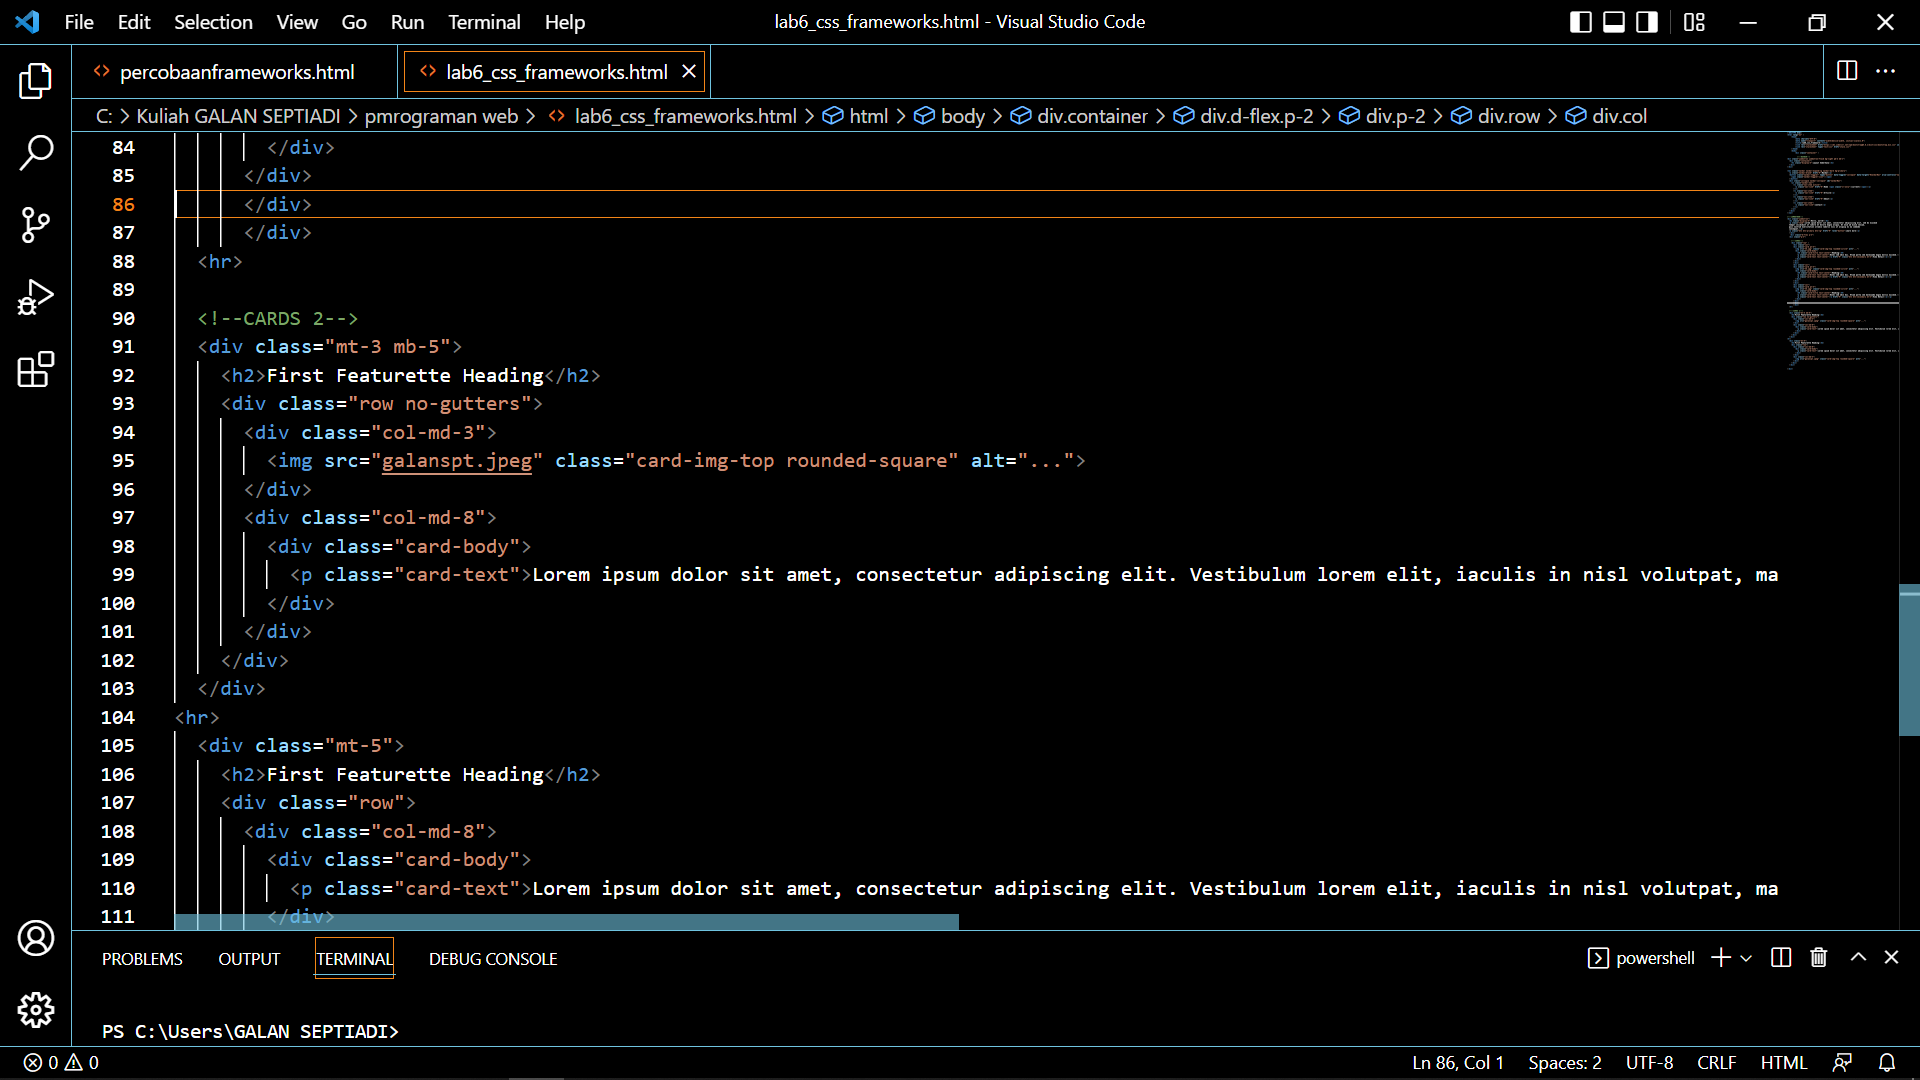 File Edit Selection View Go Run Terminal Help lab6_css_frameworks.html - Visual Studio Code
percobaanframeworks.html lab6_css_frameworks.html
C: > Kuliah GALAN SEPTIADI > pmrograman web > lab6_css_frameworks.html > html > body > div.container > div.d-flex.p-2 > div.p-2 > div.row > div.col
84 </div>
85 </div>
86 </div>
87 </div>
88 <hr>
89
90 <!--CARDS 2-->
91 <div class="mt-3 mb-5">
92 <h2>First Featurette Heading</h2>
93 <div class="row no-gutters">
94 <div class="col-md-3">
95 <img src="galanspt.jpeg" class="card-img-top rounded-square" alt="...">
96 </div>
97 <div class="col-md-8">
98 <div class="card-body">
99 <p class="card-text">Lorem ipsum dolor sit amet, consectetur adipiscing elit. Vestibulum lorem elit, iaculis in nisl volutpat, ma
100 </div>
101 </div>
102 </div>
103 </div>
104 <hr>
105 <div class="mt-5">
106 <h2>First Featurette Heading</h2>
107 <div class="row">
108 <div class="col-md-8">
109 <div class="card-body">
110 <p class="card-text">Lorem ipsum dolor sit amet, consectetur adipiscing elit. Vestibulum lorem elit, iaculis in nisl volutpat, ma
111 </div>
PROBLEMS OUTPUT TERMINAL DEBUG CONSOLE powershell
PS C:\Users\GALAN SEPTIADI>
0 0 Ln 86, Col 1 Spaces: 2 UTF-8 CRLF HTML